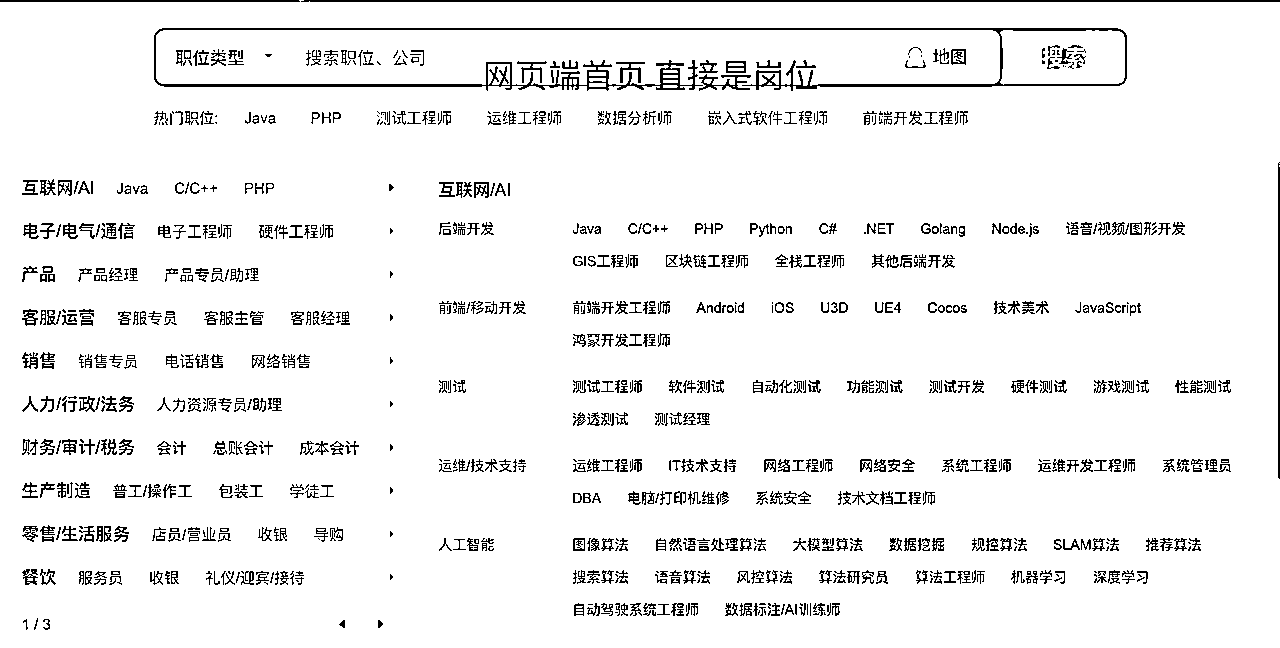 职位类型 搜索职位、公司 地图 搜索
网页端首页 直接是岗位
热门职位: Java PHP 测试工程师 运维工程师 数据分析师 嵌入式软件工程师 前端开发工程师
互联网/AI Java C/C++ PHP
电子/电气/通信 电子工程师 硬件工程师
产品 产品经理 产品专员/助理
客服/运营 客服专员 客服主管 客服经理
销售 销售专员 电话销售 网络销售
人力/行政/法务 人力资源专员/助理
财务/审计/税务 会计 总账会计 成本会计
生产制造 普工/操作工 包装工 学徒工
零售/生活服务 店员/营业员 收银 导购
餐饮 服务员 收银 礼仪/迎宾/接待
1 / 3
互联网/AI
后端开发 Java C/C++ PHP Python C# .NET Golang Node.js 语音/视频/图形开发
GIS工程师 区块链工程师 全栈工程师 其他后端开发
前端/移动开发 前端开发工程师 Android iOS U3D UE4 Cocos 技术美术 JavaScript
鸿蒙开发工程师
测试 测试工程师 软件测试 自动化测试 功能测试 测试开发 硬件测试 游戏测试 性能测试
渗透测试 测试经理
运维/技术支持 运维工程师 IT技术支持 网络工程师 网络安全 系统工程师 运维开发工程师 系统管理员
DBA 电脑/打印机维修 系统安全 技术文档工程师
人工智能 图像算法 自然语言处理算法 大模型算法 数据挖掘 规控算法 SLAM算法 推荐算法
搜索算法 语音算法 风控算法 算法研究员 算法工程师 机器学习 深度学习
自动驾驶系统工程师 数据标注/AI训练师